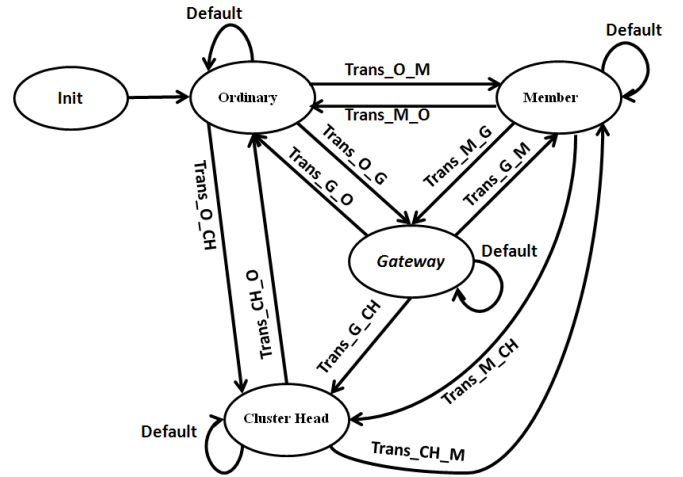 Default
Default
Trans_O_M
Init
Ordinary
Member
Trans_M_O
Trans_O_G
Trans_M_G
Trans_G_O
Trans_G_M
Trans_O_CH
Gateway
Default
Trans_CH_O
Trans_G_CH
Trans_M_CH
Cluster Head
Default
Trans_CH_M